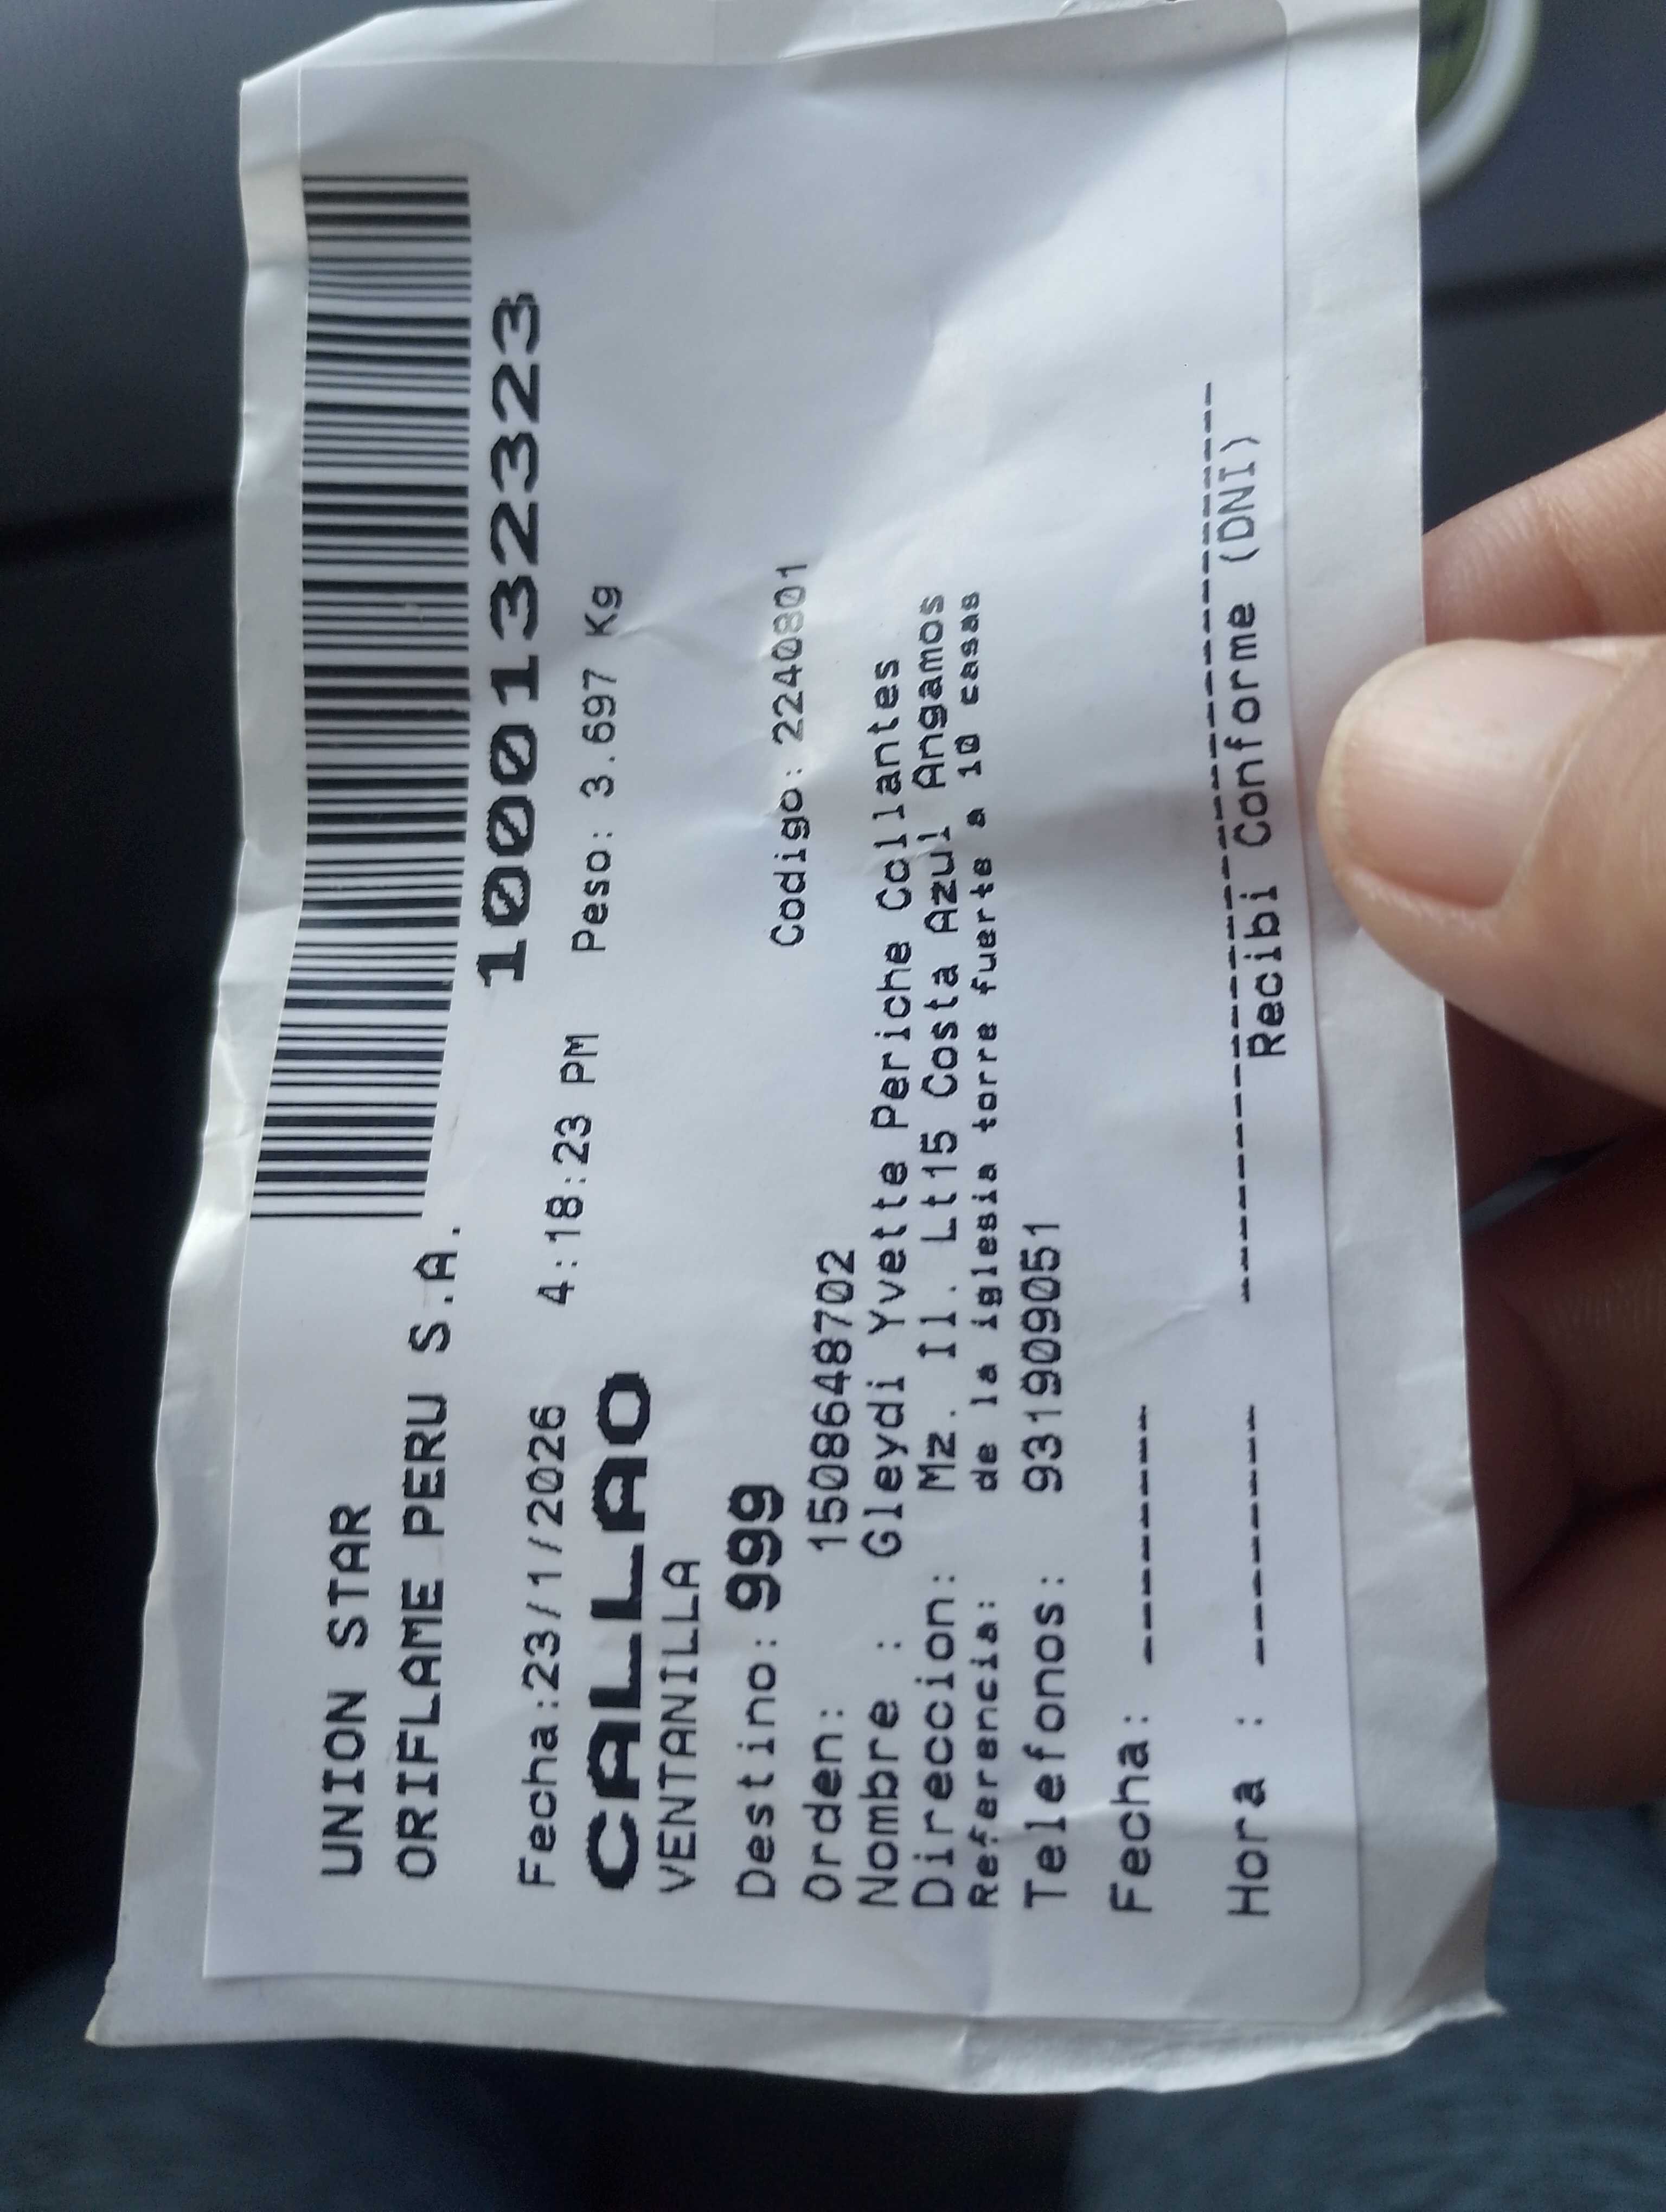 UNION STAR
ORIFLAME PERU S.A.
1000132323
Fecha:23/1/2026 4:18:23 PM Peso: 3.697 Kg
CALLAO
VENTANILLA
Destino: 999
Codigo: 2240801
Orden: 1508648702
Nombre : Gleydi Yvette Periche Collantes
Direccion: Mz. I1. Lt15 Costa Azul Angamos
Referencia: de la iglesia torre fuerte a 10 casas
Telefonos: 931909051
Fecha: -------
Hora : -------
Recibi Conforme (DNI)